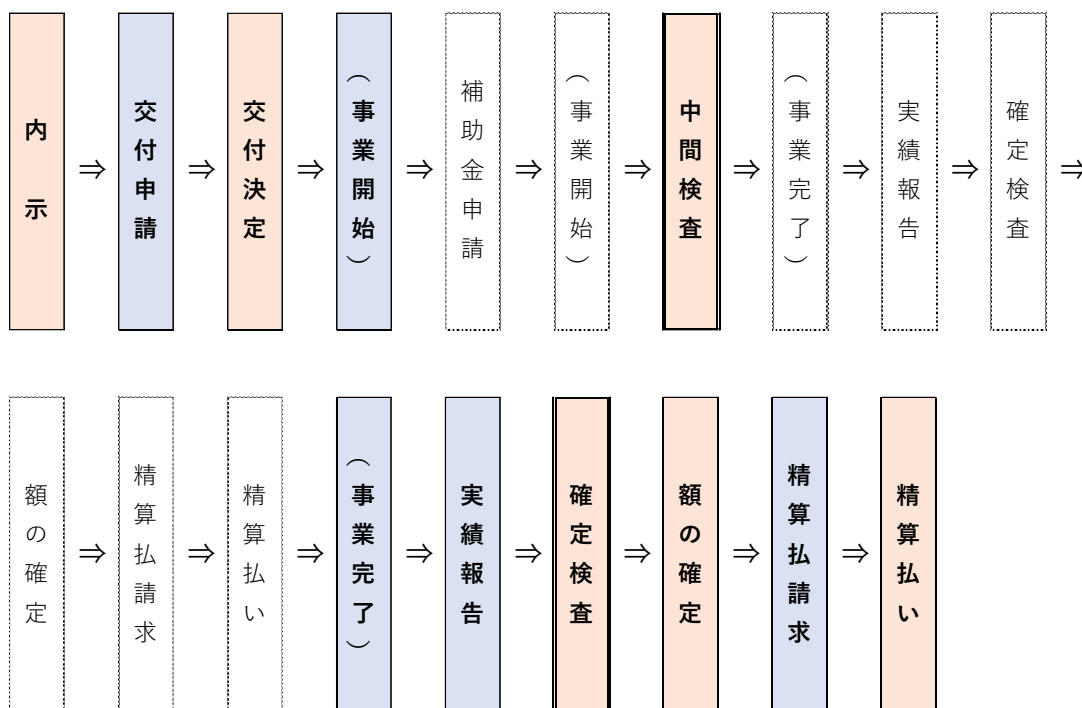 内示
⇒
交付申請
⇒
交付決定
⇒
（事業開始）
⇒
補助金申請
⇒
（事業開始）
⇒
中間検査
⇒
（事業完了）
⇒
実績報告
⇒
確定検査
⇒
額の確定
⇒
精算払請求
⇒
精算払い
⇒
（事業完了）
⇒
実績報告
⇒
確定検査
⇒
額の確定
⇒
精算払請求
⇒
精算払い